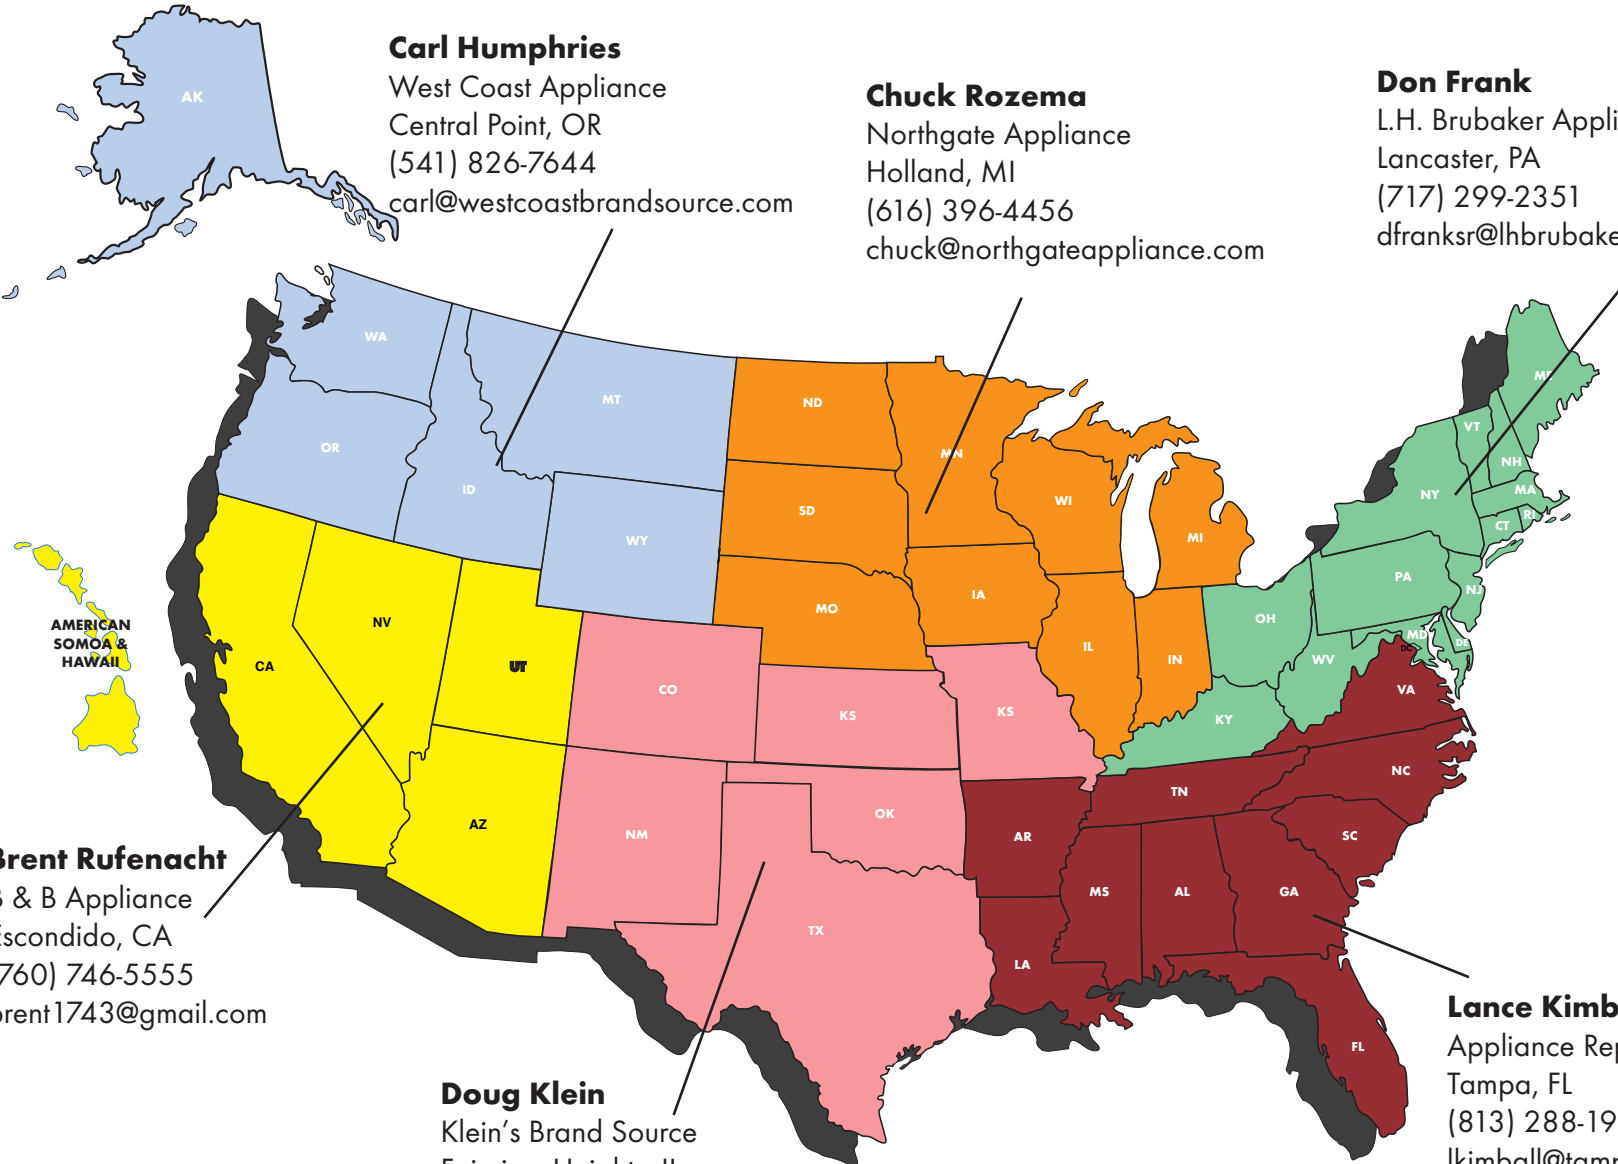 Carl Humphries
West Coast Appliance
Central Point, OR
(541) 826-7644
carl@westcoastbrandsource.com
Chuck Rozema
Northgate Appliance
Holland, MI
(616) 396-4456
chuck@northgateappliance.com
Don Frank
L.H. Brubaker Appli
Lancaster, PA
(717) 299-2351
dfranksr@lhbrubake
AK
WA
OR
ID
MT
WY
ND
SD
MO
MN
IA
WI
IL
MI
IN
ME
VT
NH
MA
RI
CT
NY
PA
NJ
OH
MD
DE
DC
WV
KY
AMERICAN
SOMOA &
HAWAII
CA
NV
UT
AZ
CO
KS
KS
NM
OK
TX
VA
NC
TN
SC
AR
MS
AL
GA
LA
FL
Brent Rufenacht
B & B Appliance
Escondido, CA
(760) 746-5555
brent1743@gmail.com
Doug Klein
Klein's Brand Source
Lance Kimb
Appliance Rep
Tampa, FL
(813) 288-19
lkimball@tam